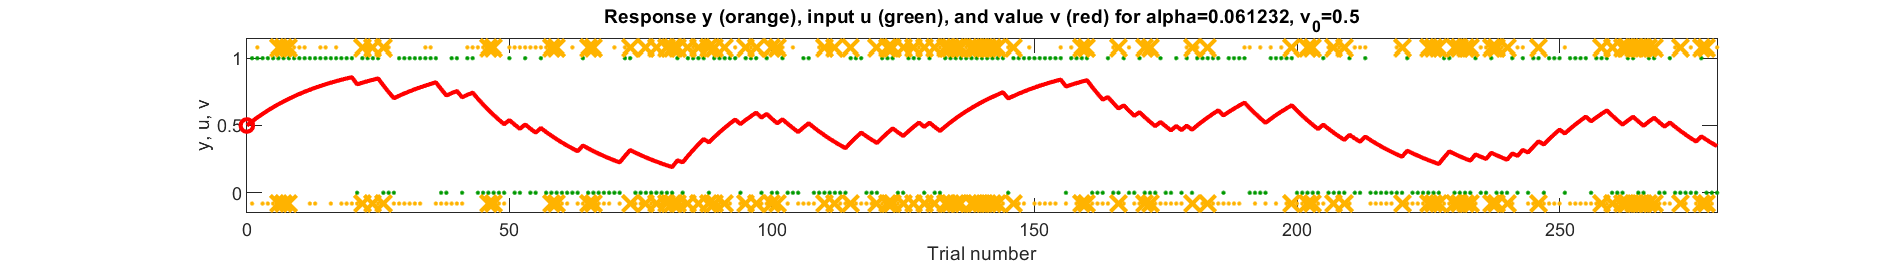 Response y (orange), input u (green), and value v (red) for alpha=0.061232, v0=0.5
y, u, v
1
0.5
0
0 50 100 150 200 250
Trial number